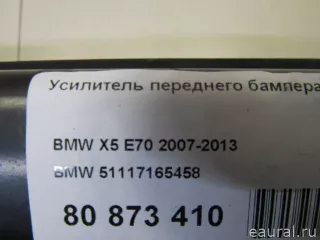 Усилитель переднего бампера
BMW X5 E70 2007-2013
BMW 51117165458
80 873 410
© eaural.ru